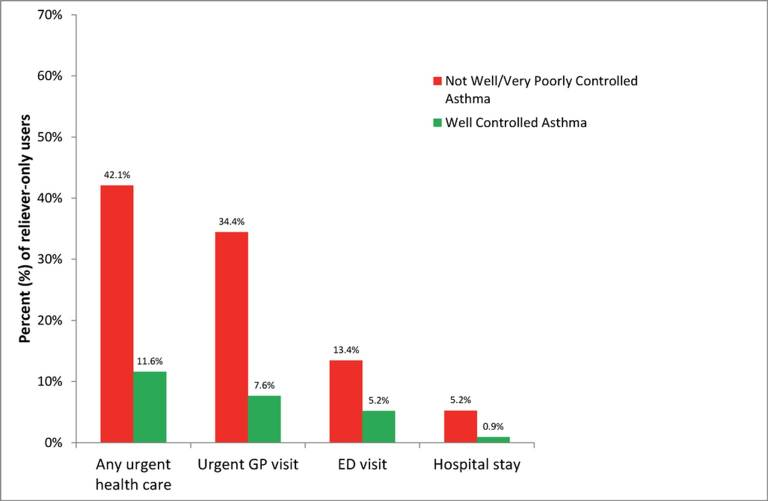 70%
60%
50%
40%
30%
20%
10%
0%
Percent (%) of reliever-only users
Not Well/Very Poorly Controlled
Asthma
Well Controlled Asthma
42.1%
11.6%
34.4%
7.6%
13.4%
5.2%
5.2%
0.9%
Any urgent
health care
Urgent GP visit
ED visit
Hospital stay